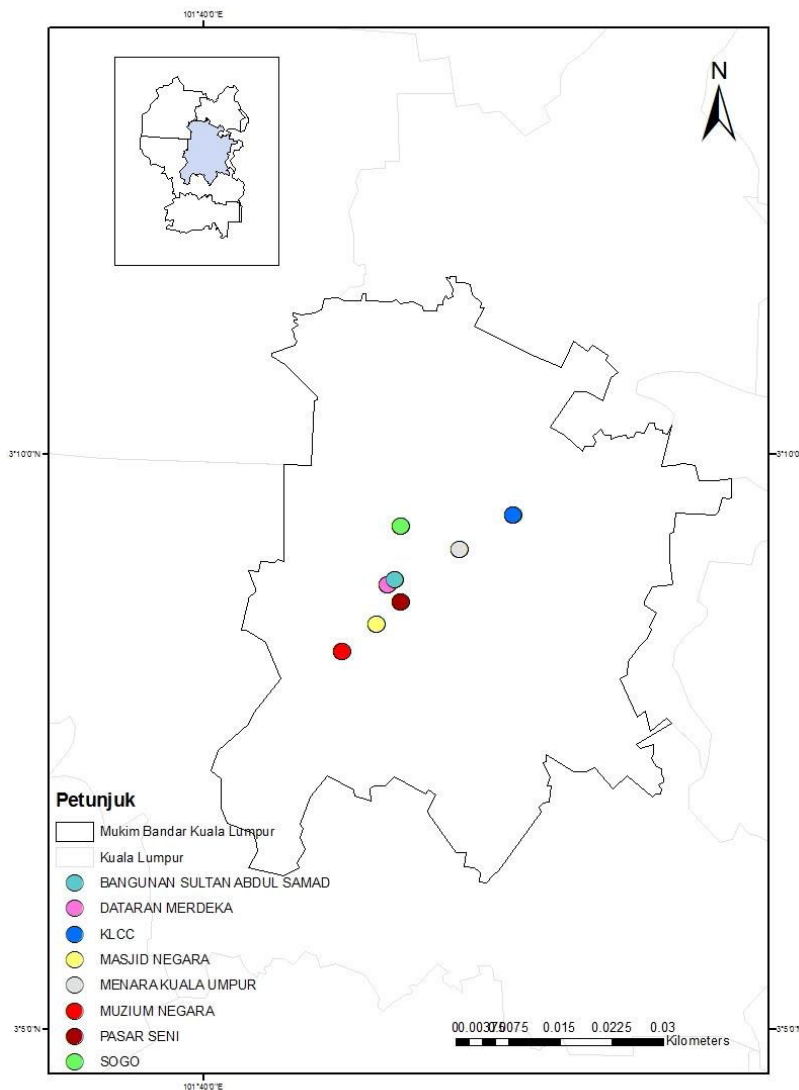 101°40'0"E
N
3°10'0"N
3°10'0
Petunjuk
Mukim Bandar Kuala Lumpur
Kuala Lumpur
BANGUNAN SULTAN ABDUL SAMAD
DATARAN MERDEKA
KLCC
MASJID NEGARA
MENARA KUALA UMPUR
MUZIUM NEGARA
PASAR SENI
SOGO
0.015 0.0225 0.03
Kilometers
3°5'0"N
3°5'0"
101°40'0"E